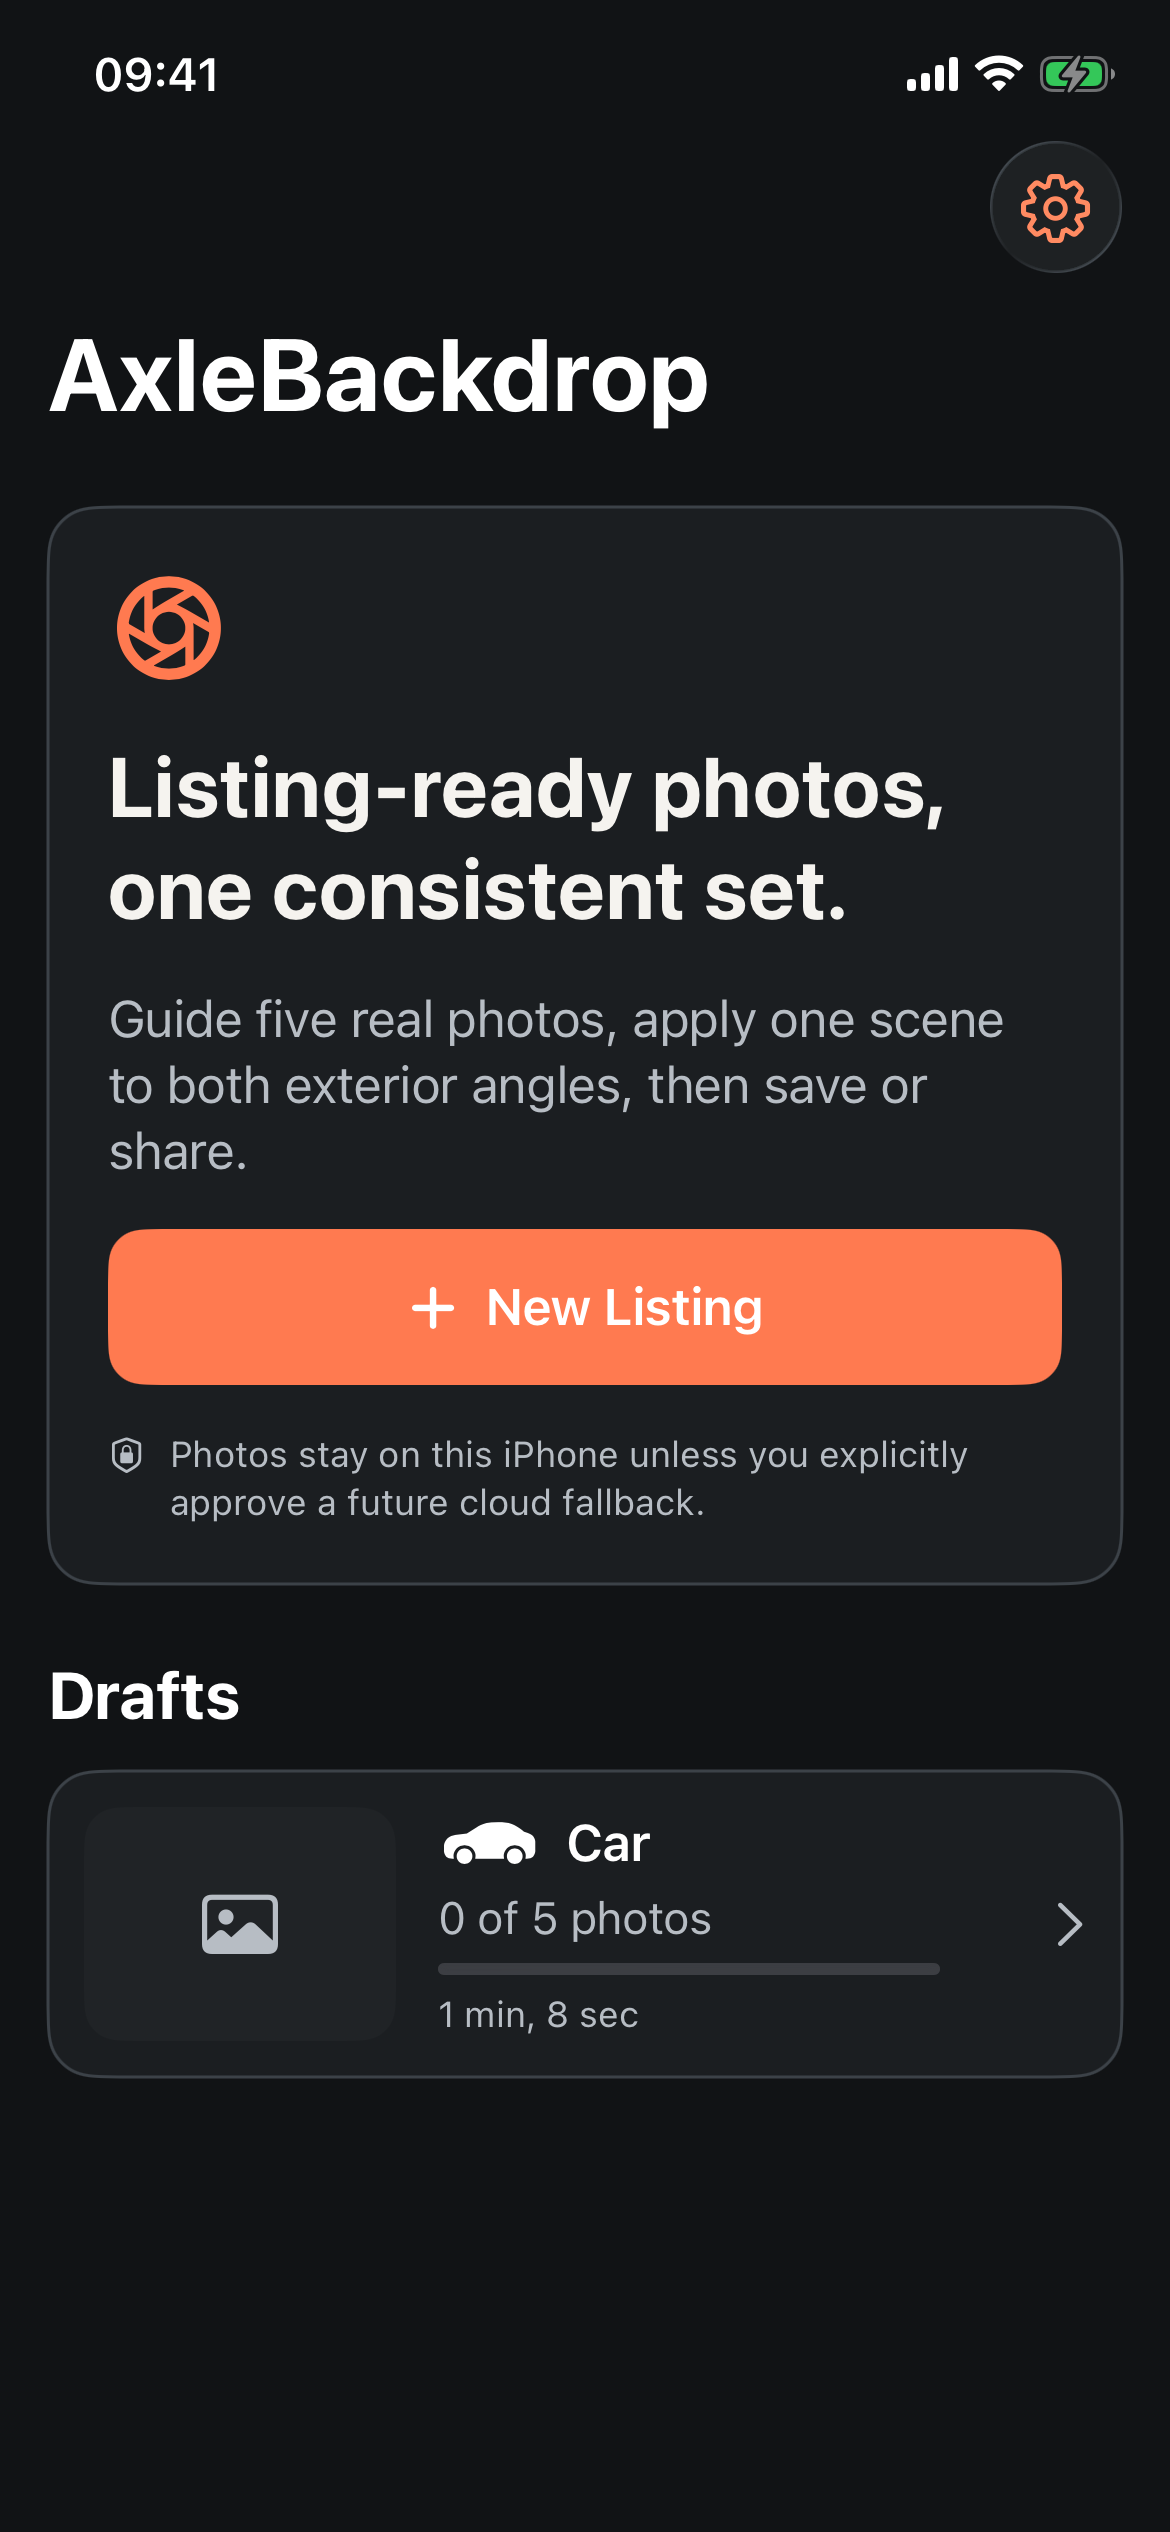 09:41
AxleBackdrop
Listing-ready photos,
one consistent set.
Guide five real photos, apply one scene
to both exterior angles, then save or
share.
New Listing
Photos stay on this iPhone unless you explicitly
approve a future cloud fallback.
Drafts
Car
0 of 5 photos
1 min, 8 sec